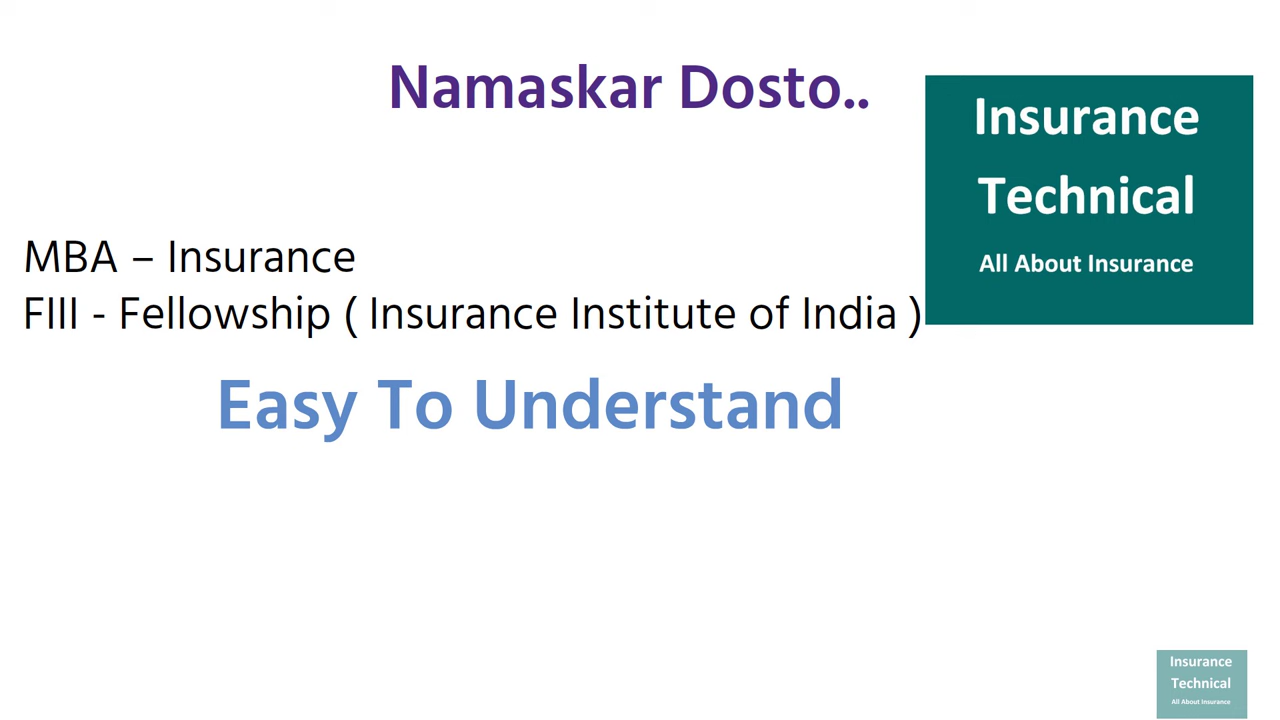 Namaskar Dosto..
Insurance
Technical
All About Insurance
MBA – Insurance
FIII - Fellowship ( Insurance Institute of India )
Easy To Understand
Insurance
Technical
All About Insurance